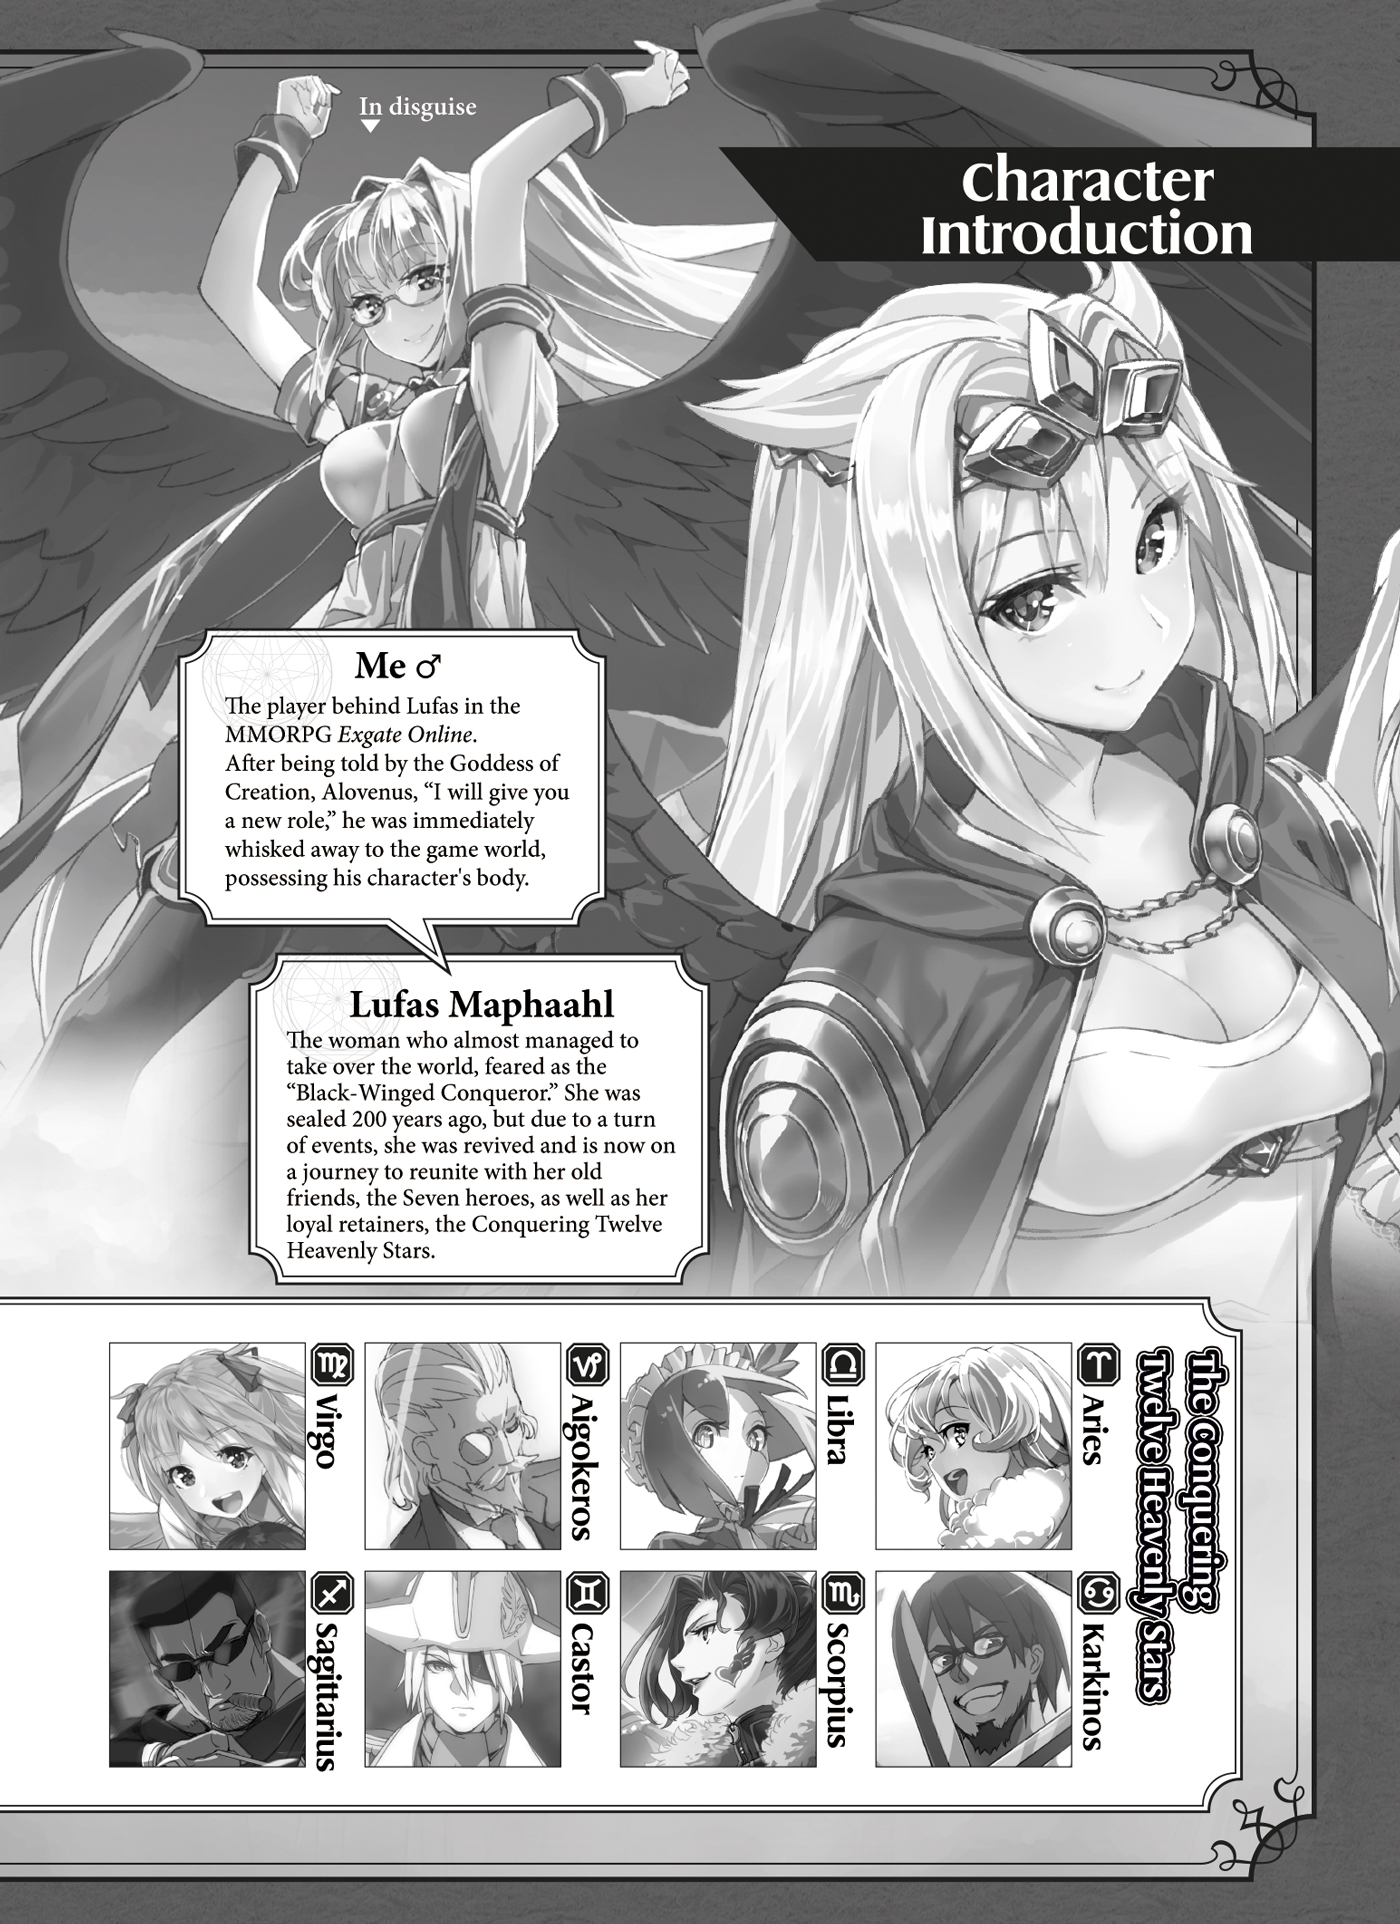 In disguise
Character
Introduction
Me ♂
The player behind Lufas in the
MMORPG Exgate Online.
After being told by the Goddess of
Creation, Alovenus, “I will give you
a new role,” he was immediately
whisked away to the game world,
possessing his character's body.
Lufas Maphaahl
The woman who almost managed to
take over the world, feared as the
“Black-Winged Conqueror.” She was
sealed 200 years ago, but due to a turn
of events, she was revived and is now on
a journey to reunite with her old
friends, the Seven heroes, as well as her
loyal retainers, the Conquering Twelve
Heavenly Stars.
The Conquering
Twelve Heavenly Stars
♈ Aries
♎ Libra
♑ Aigokeros
♍ Virgo
♋ Karkinos
♏ Scorpius
♊ Castor
♐ Sagittarius